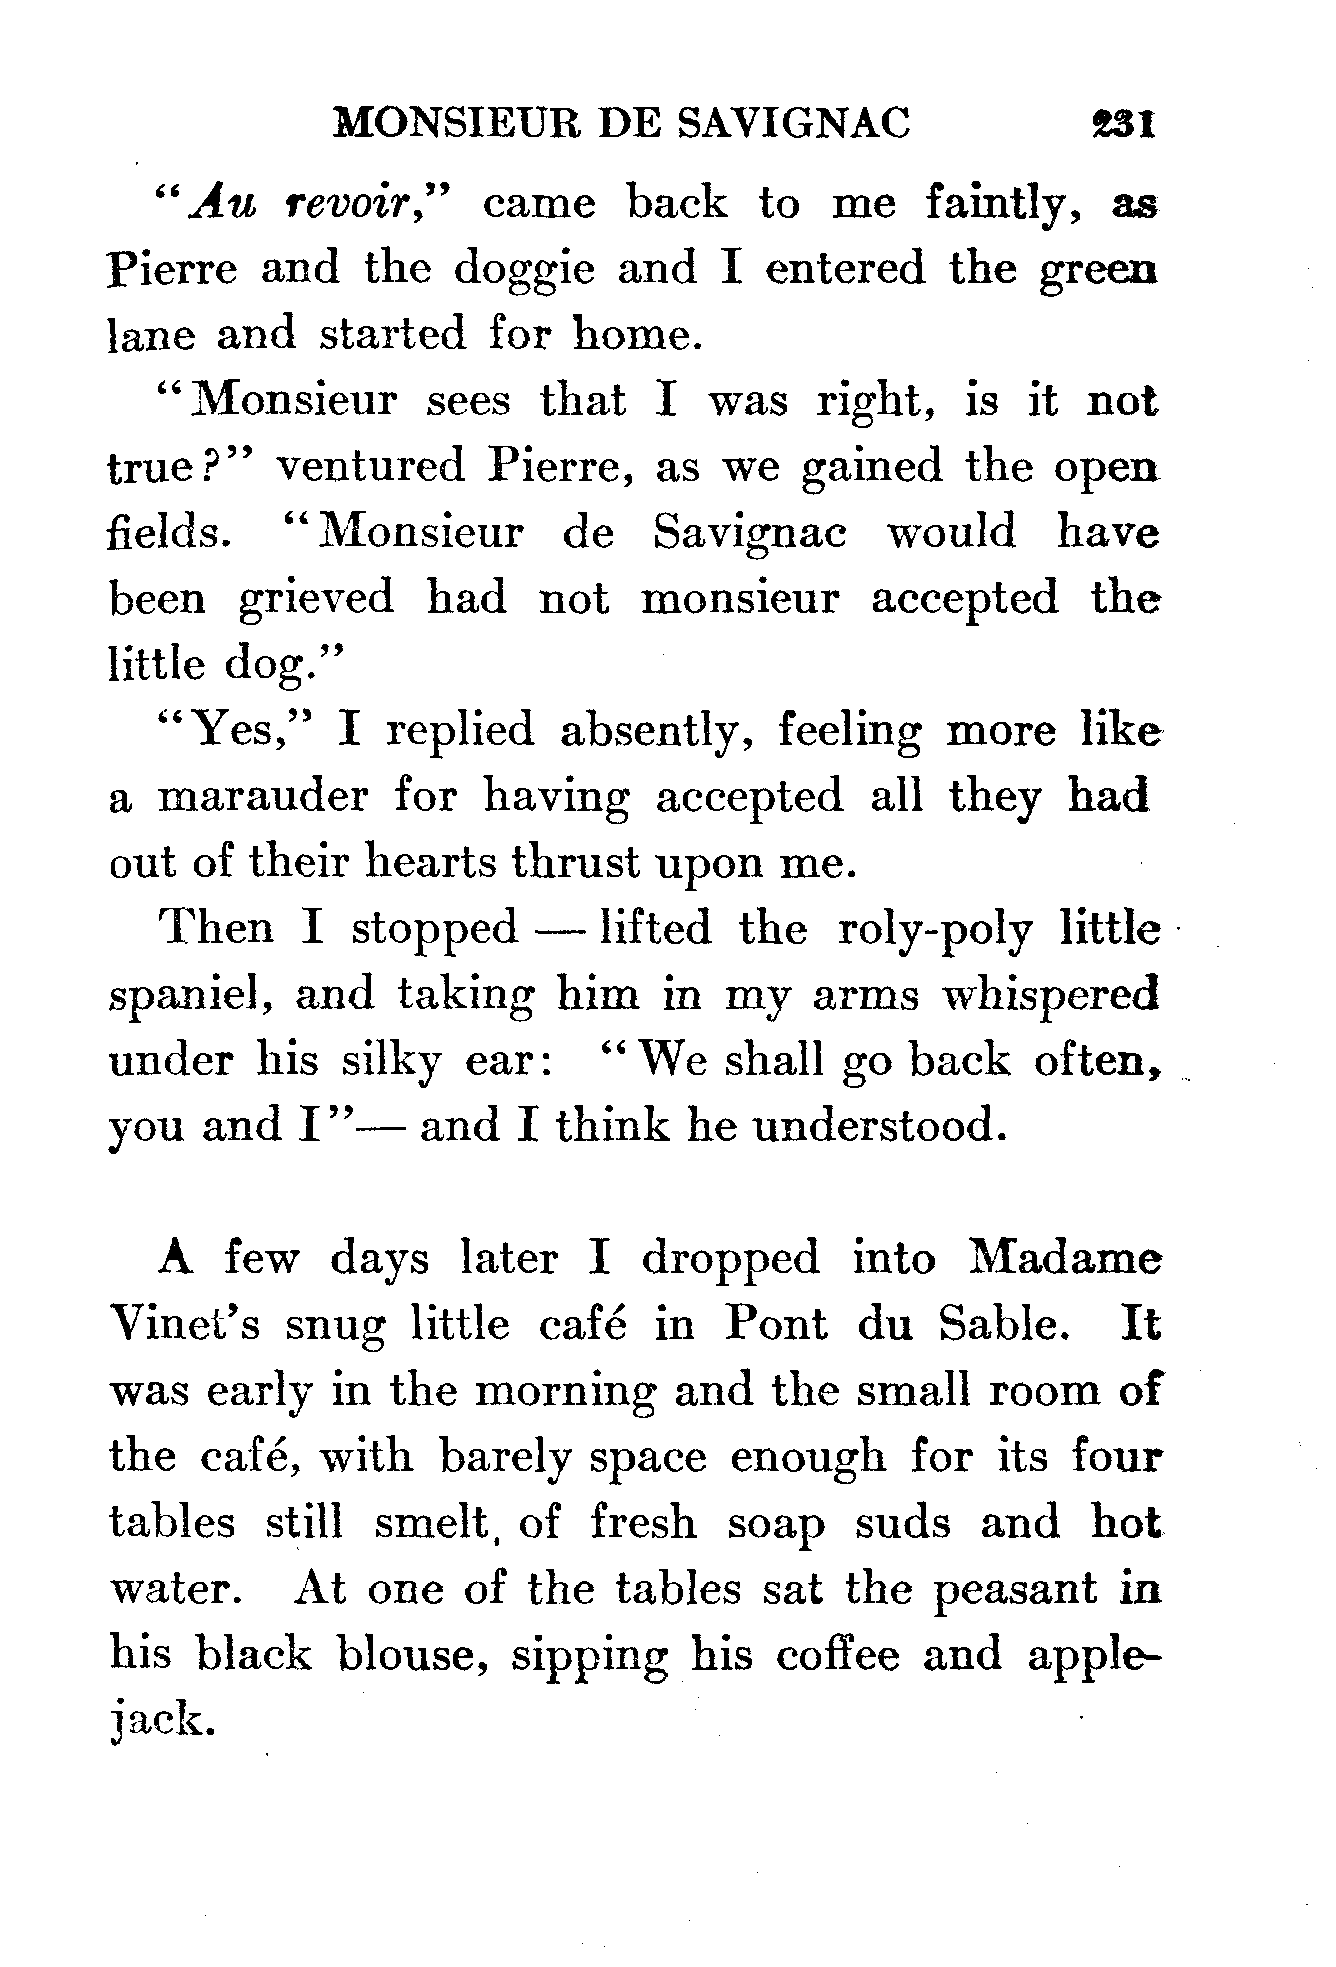 MONSIEUR DE SAVIGNAC 231
"Au revoir," came back to me faintly, as
Pierre and the doggie and I entered the green
lane and started for home.
"Monsieur sees that I was right, is it not
true?" ventured Pierre, as we gained the open
fields. "Monsieur de Savignac would have
been grieved had not monsieur accepted the
little dog."
"Yes," I replied absently, feeling more like
a marauder for having accepted all they had
out of their hearts thrust upon me.
Then I stopped — lifted the roly-poly little
spaniel, and taking him in my arms whispered
under his silky ear: "We shall go back often,
you and I"— and I think he understood.
A few days later I dropped into Madame
Vinet's snug little café in Pont du Sable. It
was early in the morning and the small room of
the café, with barely space enough for its four
tables still smelt, of fresh soap suds and hot
water. At one of the tables sat the peasant in
his black blouse, sipping his coffee and apple-
jack.